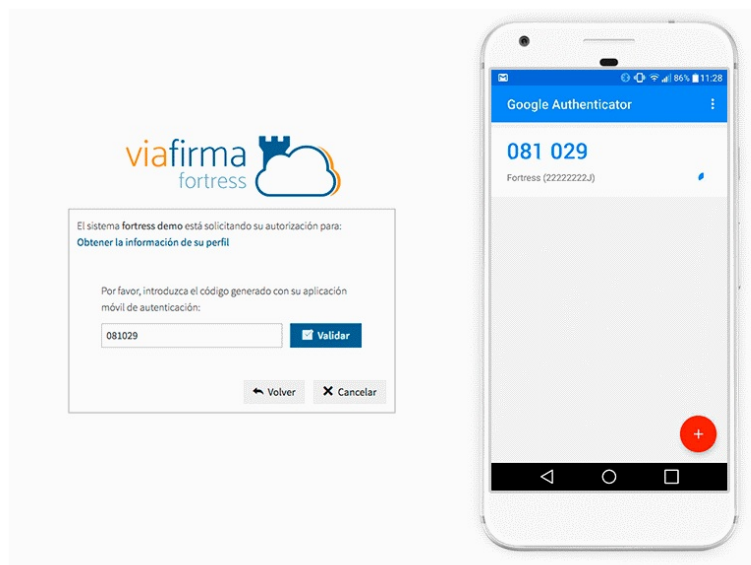 viafirma
fortress
El sistema fortress demo está solicitando su autorización para:
Obtener la información de su perfil
Por favor, introduzca el código generado con su aplicación
móvil de autenticación:
081029
Validar
Volver
Cancelar
86% 11:28
Google Authenticator
081 029
Fortress (22222222J)
+